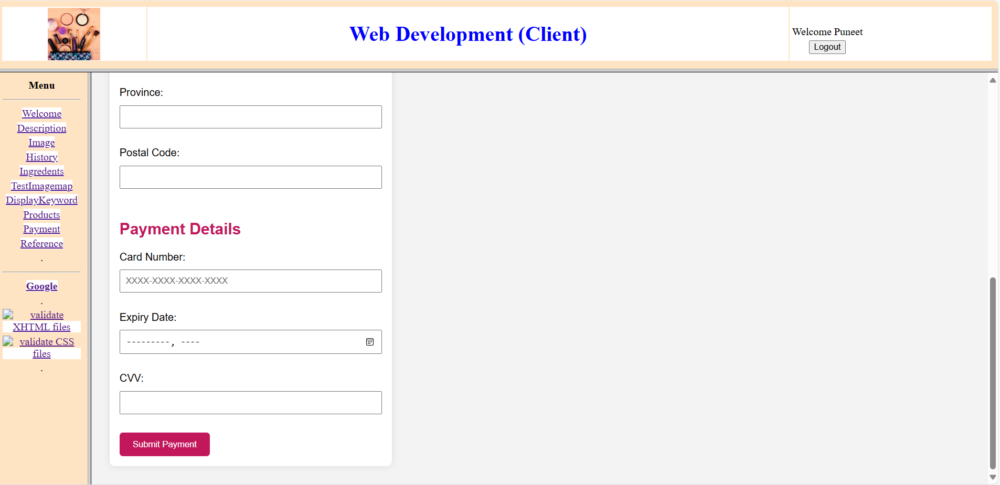 Web Development (Client)
Welcome Puneet
Logout
Menu
Welcome
Description
Image
History
Ingredents
TestImagemap
DisplayKeyword
Products
Payment
Reference
.
Google
.
validate
XHTML files
validate CSS
files
.
Province:
Postal Code:
Payment Details
Card Number:
XXXX-XXXX-XXXX-XXXX
Expiry Date:
---------, ----
CVV:
Submit Payment